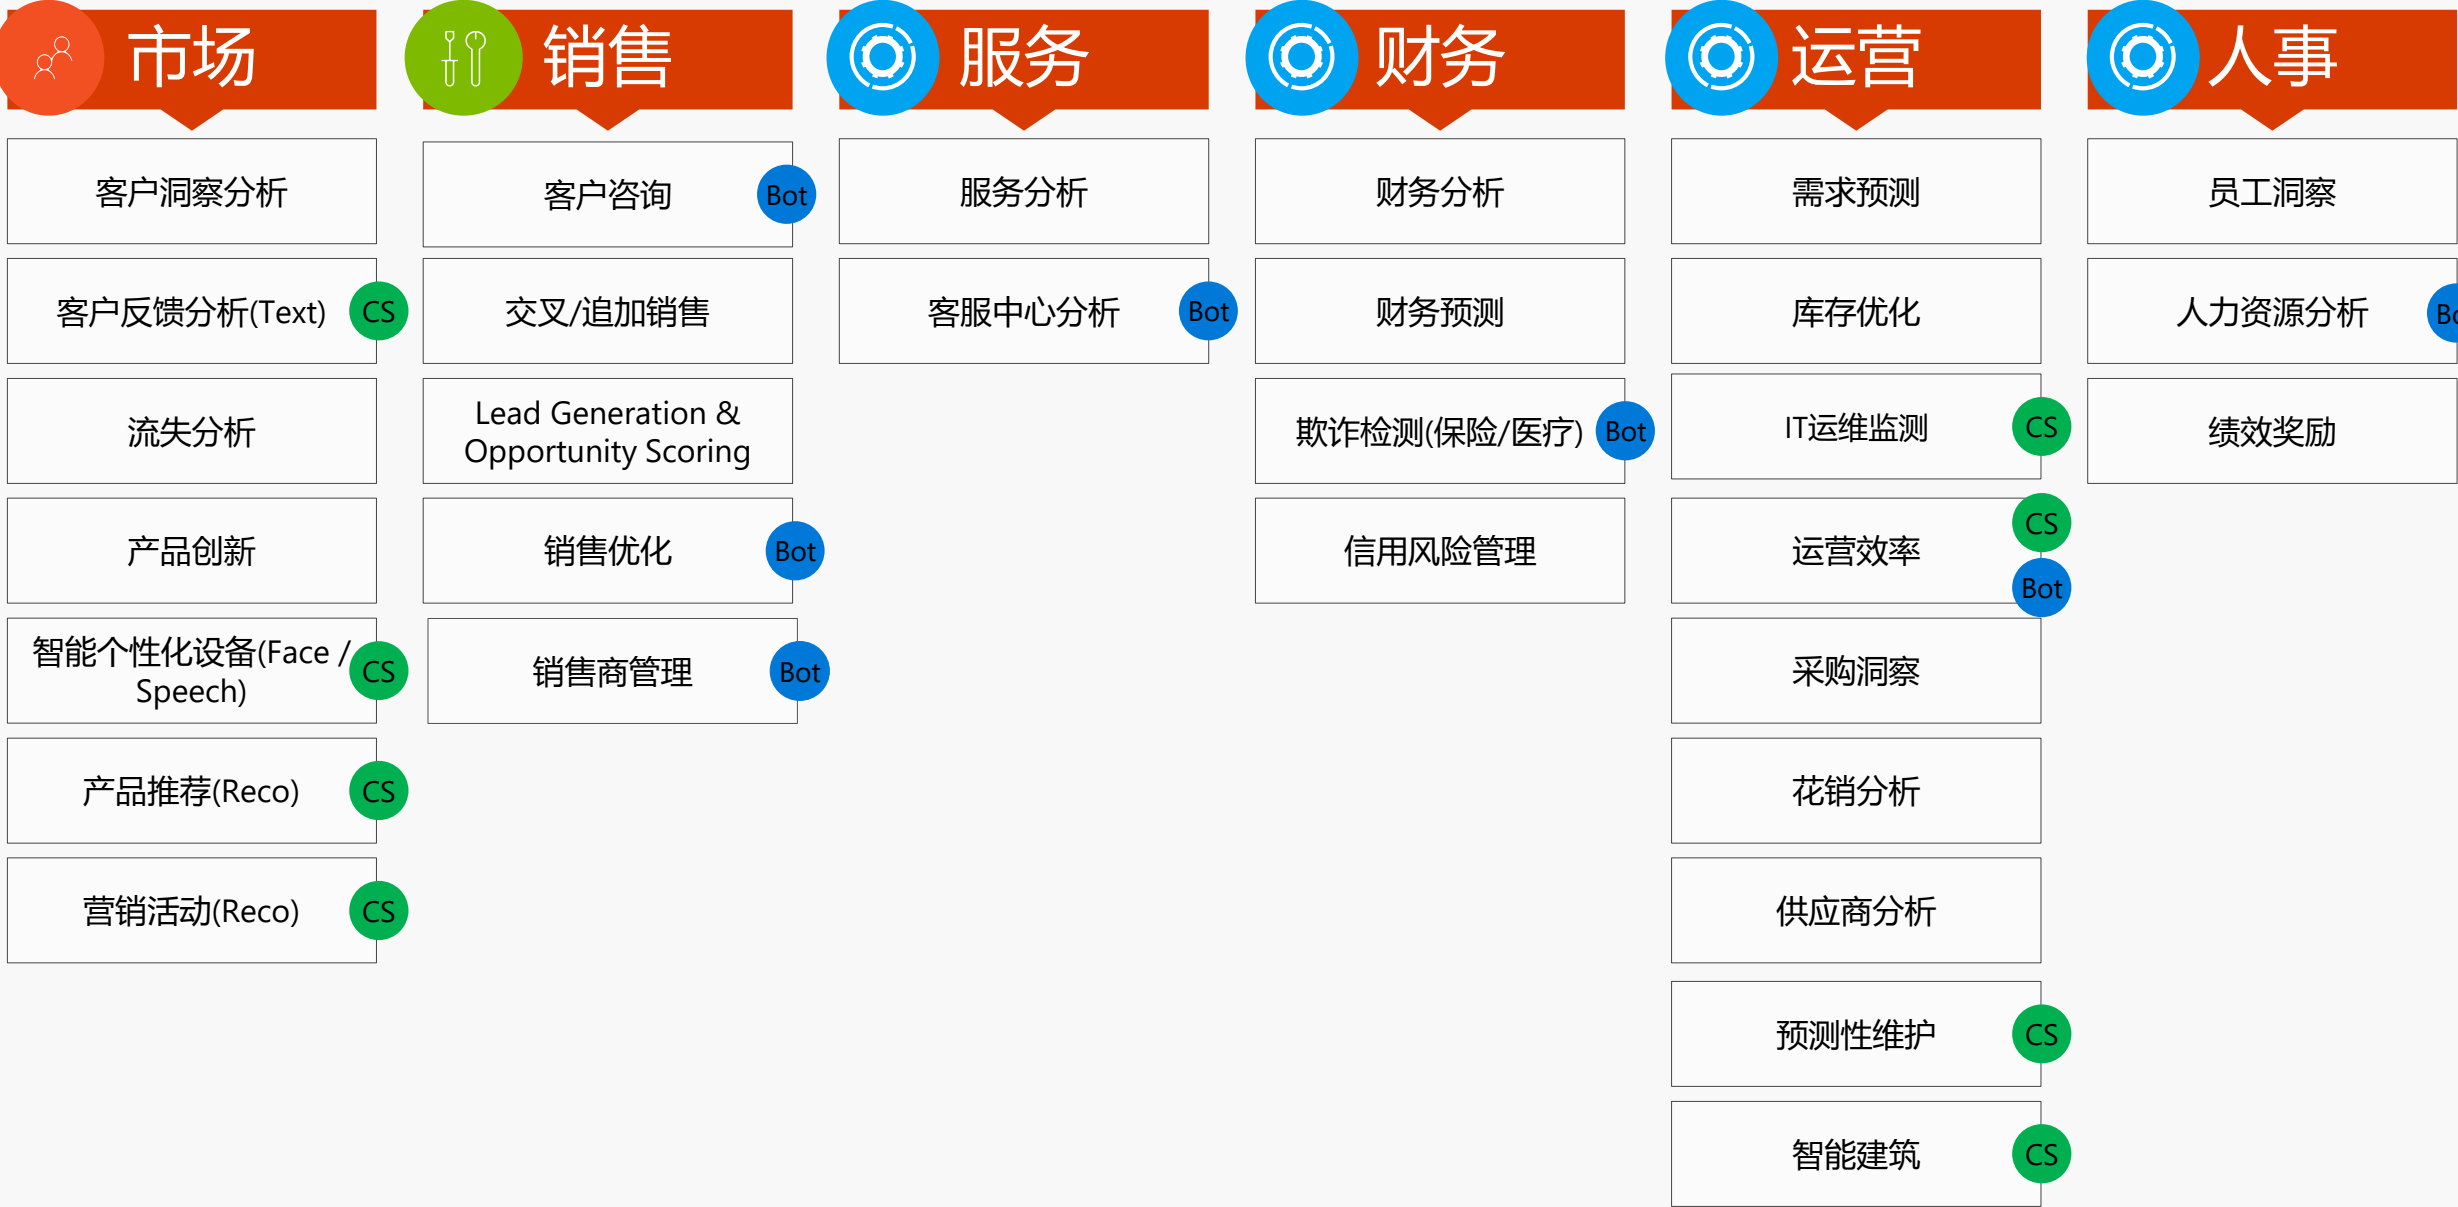 市场
客户洞察分析
客户反馈分析(Text)
CS
流失分析
产品创新
智能个性化设备(Face /
Speech)
CS
产品推荐(Reco)
CS
营销活动(Reco)
CS
销售
客户咨询
Bot
交叉/追加销售
Lead Generation &
Opportunity Scoring
销售优化
Bot
销售商管理
Bot
服务
服务分析
客服中心分析
Bot
财务
财务分析
财务预测
欺诈检测(保险/医疗)
Bot
信用风险管理
运营
需求预测
库存优化
IT运维监测
CS
运营效率
CS
Bot
采购洞察
花销分析
供应商分析
预测性维护
CS
智能建筑
CS
人事
员工洞察
人力资源分析
绩效奖励